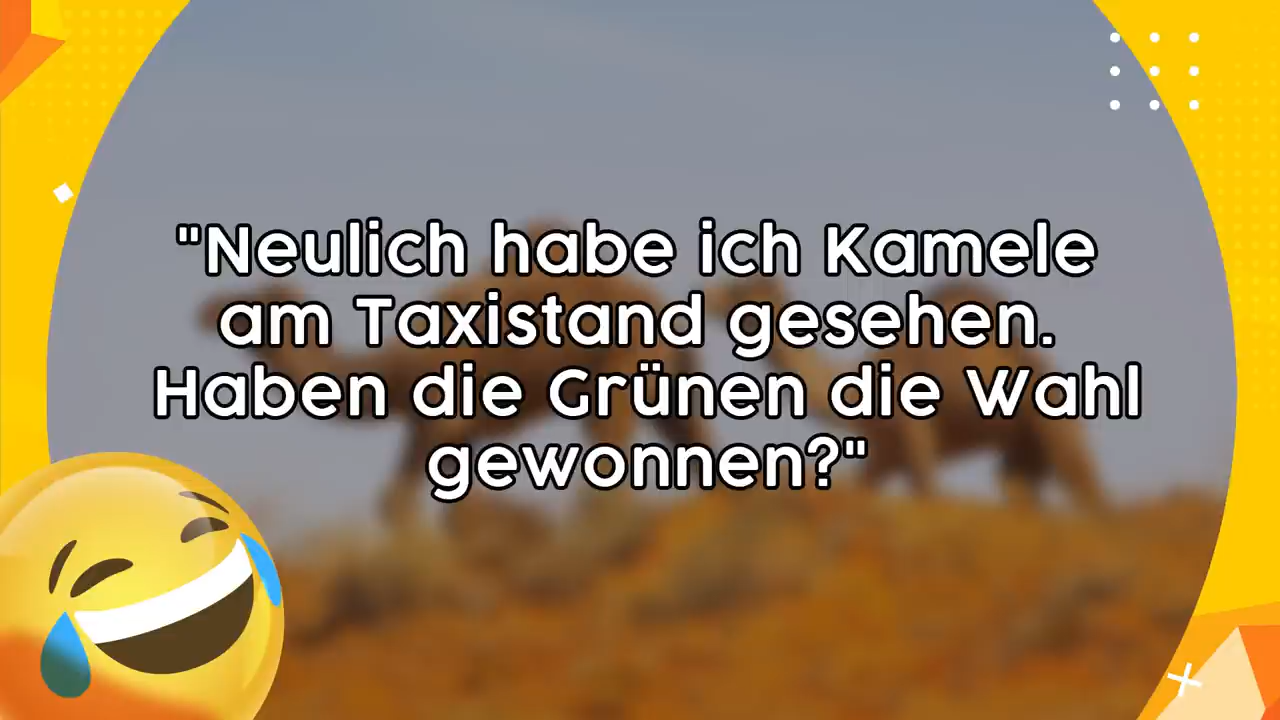 "Neulich habe ich Kamele
am Taxistand gesehen.
Haben die Grünen die Wahl
gewonnen?"